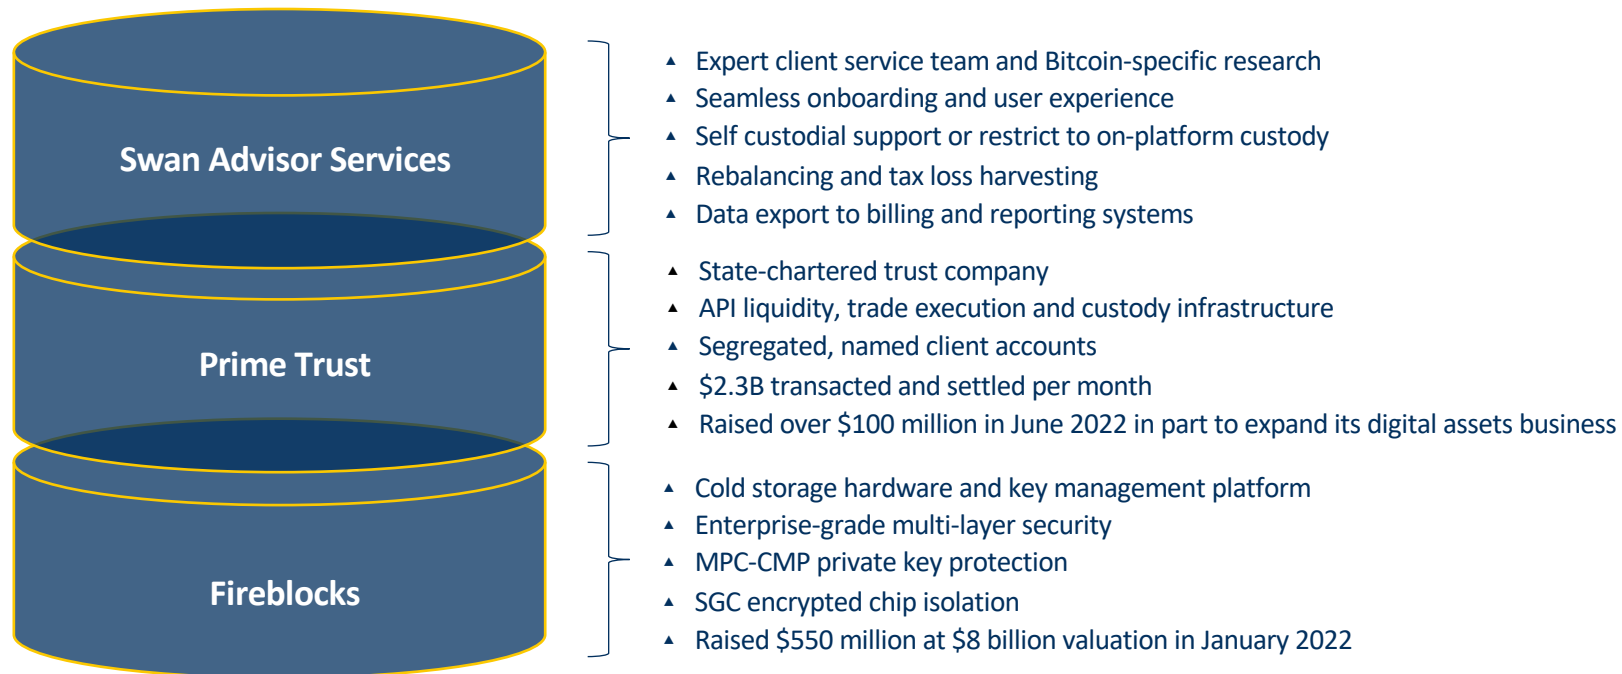 Swan Advisor Services
▲ Expert client service team and Bitcoin-specific research
▲ Seamless onboarding and user experience
▲ Self custodial support or restrict to on-platform custody
▲ Rebalancing and tax loss harvesting
▲ Data export to billing and reporting systems
Prime Trust
▲ State-chartered trust company
▲ API liquidity, trade execution and custody infrastructure
▲ Segregated, named client accounts
▲ $2.3B transacted and settled per month
▲ Raised over $100 million in June 2022 in part to expand its digital assets business
Fireblocks
▲ Cold storage hardware and key management platform
▲ Enterprise-grade multi-layer security
▲ MPC-CMP private key protection
▲ SGC encrypted chip isolation
▲ Raised $550 million at $8 billion valuation in January 2022